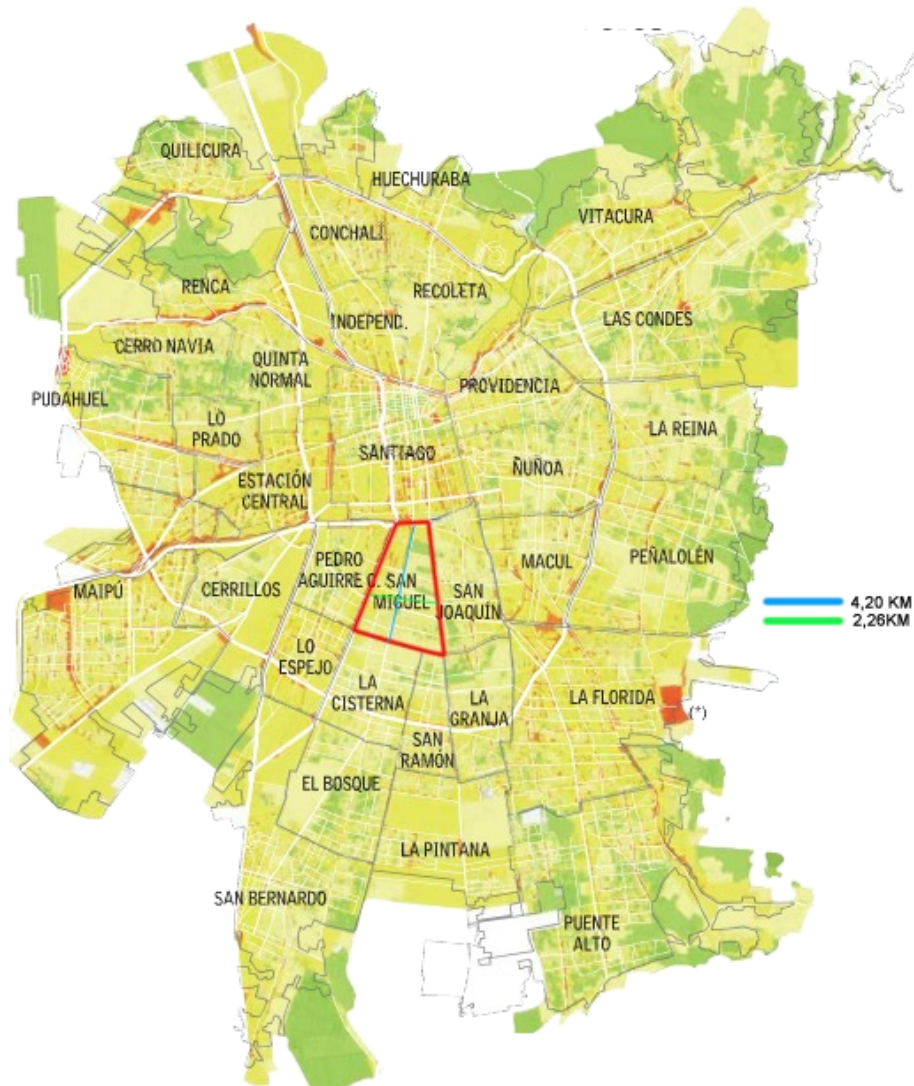 QUILICURA
HUECHURABA
VITACURA
CONCHALI
RENCA
RECOLETA
INDEPEND.
LAS CONDES
CERRO NAVIA
QUINTA
NORMAL
PROVIDENCIA
PUDAHUEL
LO
PRADO
LA REINA
SANTIAGO
ÑUÑOA
ESTACIÓN
CENTRAL
PEDRO
AGUIRRE C.
SAN
MIGUEL
MACUL
PEÑALOLÉN
MAIPÚ
CERRILLOS
SAN
JOAQUÍN
4,20 KM
2,26KM
LO
ESPEJO
LA
CISTERNA
LA
GRANJA
LA FLORIDA
(*)
SAN
RAMÓN
EL BOSQUE
LA PINTANA
SAN BERNARDO
PUENTE
ALTO